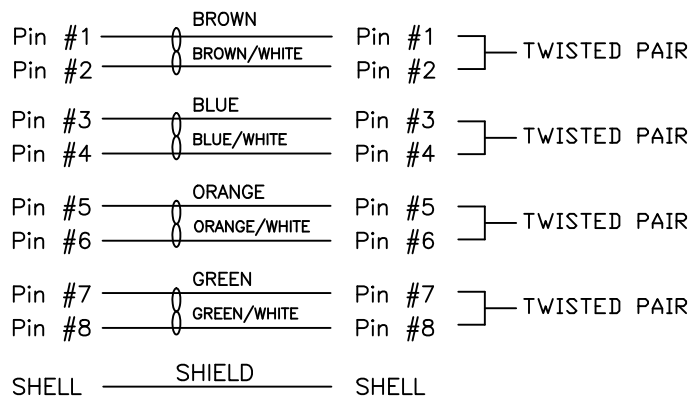 BROWN
Pin #1 Pin #1
BROWN/WHITE
TWISTED PAIR
Pin #2 Pin #2
BLUE
Pin #3 Pin #3
BLUE/WHITE
TWISTED PAIR
Pin #4 Pin #4
ORANGE
Pin #5 Pin #5
ORANGE/WHITE
TWISTED PAIR
Pin #6 Pin #6
GREEN
Pin #7 Pin #7
GREEN/WHITE
TWISTED PAIR
Pin #8 Pin #8
SHIELD
SHELL SHELL